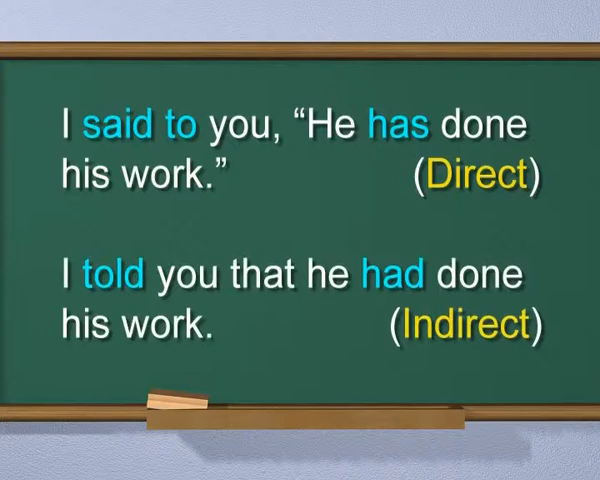 I said to you, “He has done
his work.” (Direct)
I told you that he had done
his work. (Indirect)